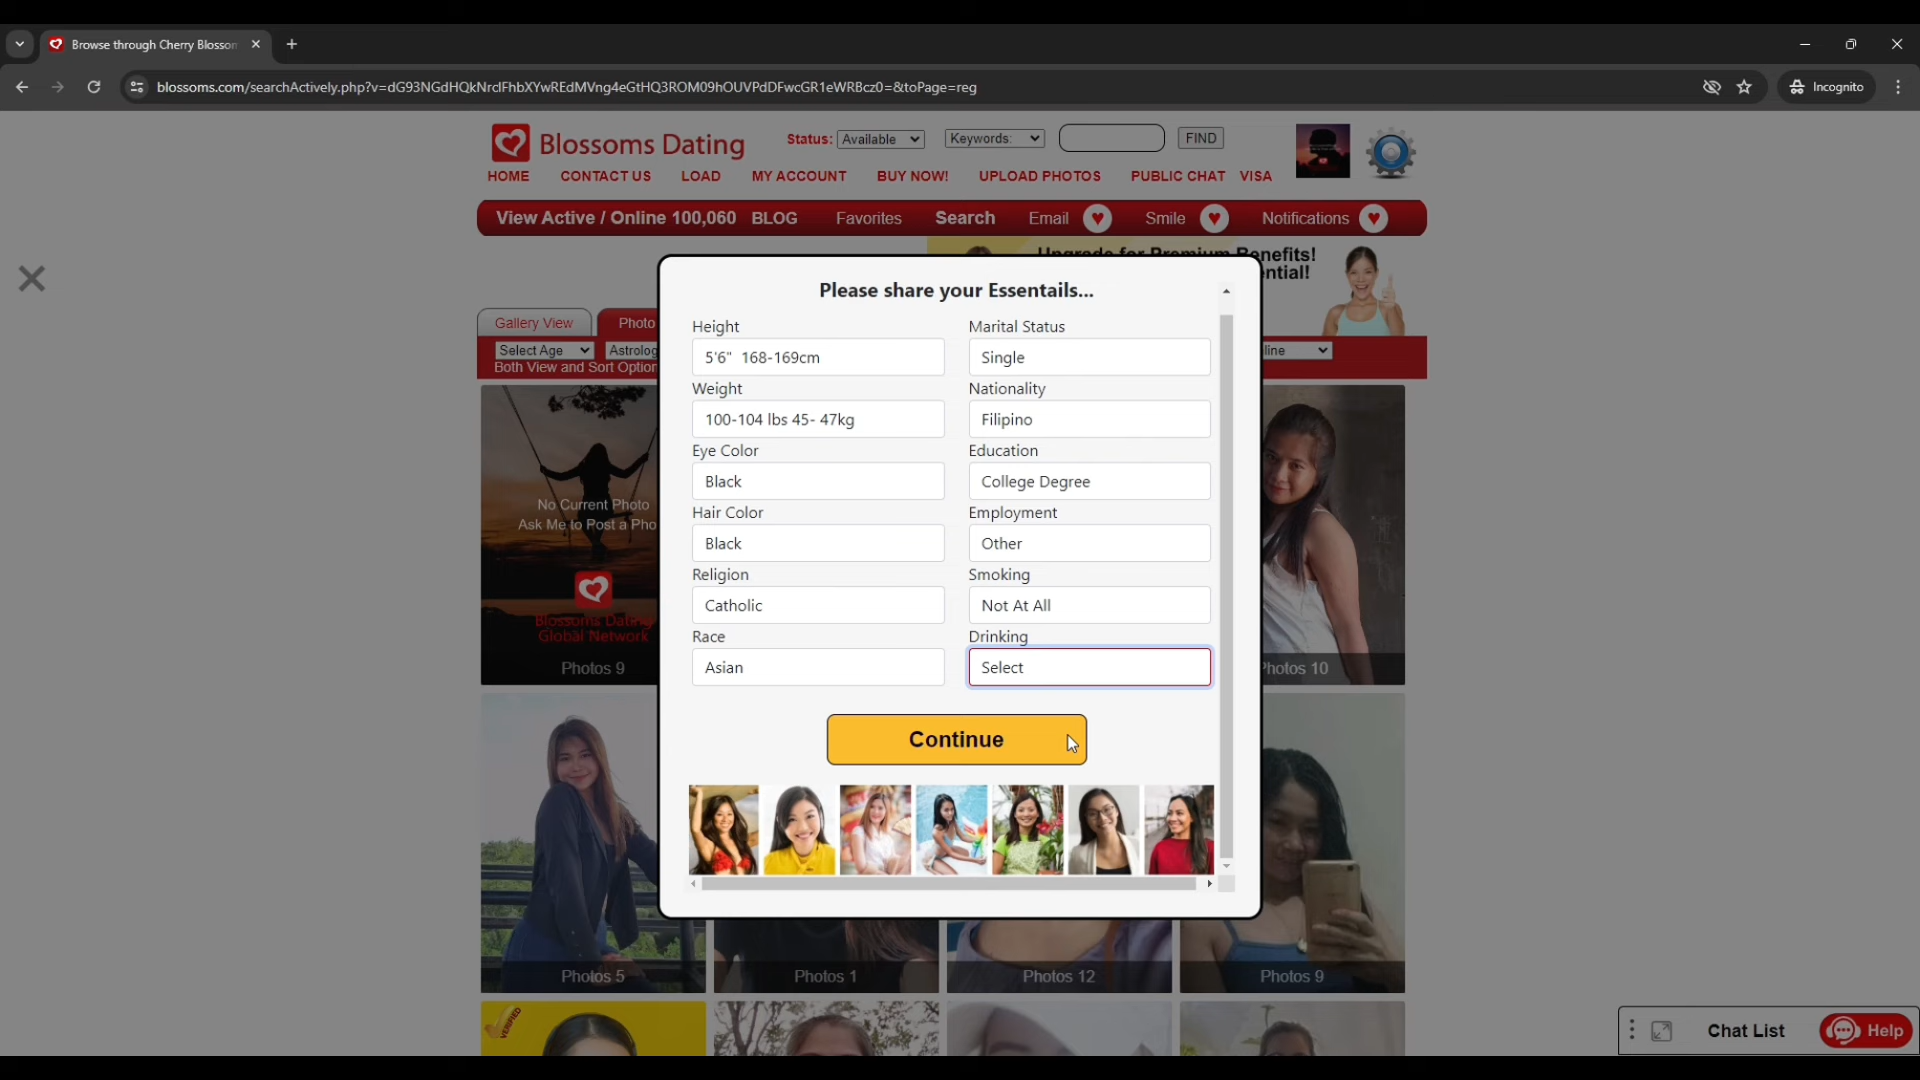 Browse through Cherry Blosson
blossoms.com/searchActively.php?v=dG93NGdHQkNrclFhbXYwREdMVng4eGtHQ3ROM09hOUVPdDFwcGR1eWRBcz0=&toPage=reg
Incognito
Blossoms Dating
Status: Available
Keywords:
FIND
HOME CONTACT US LOAD MY ACCOUNT BUY NOW! UPLOAD PHOTOS PUBLIC CHAT VISA
View Active / Online 100,060 BLOG Favorites Search Email Smile Notifications
Upgrade for Premium Benefits!
ential!
Gallery View Photo
Select Age Astrolog
line
Both View and Sort Option
Please share your Essentails...
Height Marital Status
5'6" 168-169cm Single
Weight Nationality
100-104 lbs 45- 47kg Filipino
Eye Color Education
Black College Degree
Hair Color Employment
Black Other
Religion Smoking
Catholic Not At All
Race Drinking
Asian Select
Continue
No Current Photo
Ask Me to Post a Pho
Blossoms Dating
Global Network
Photos 9
Photos 10
Photos 5 Photos 1 Photos 12 Photos 9
VERIFIED
Chat List
Help